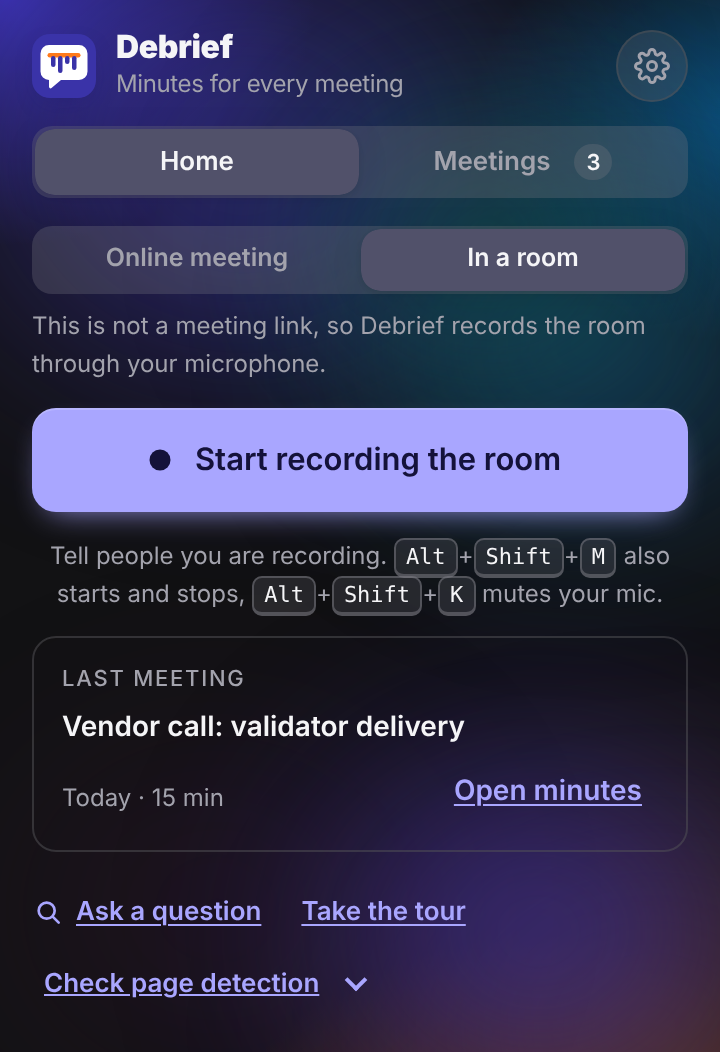 Debrief
Minutes for every meeting
Home
Meetings 3
Online meeting
In a room
This is not a meeting link, so Debrief records the room
through your microphone.
Start recording the room
Tell people you are recording. Alt+Shift+M also
starts and stops, Alt+Shift+K mutes your mic.
LAST MEETING
Vendor call: validator delivery
Today · 15 min
Open minutes
Ask a question
Take the tour
Check page detection